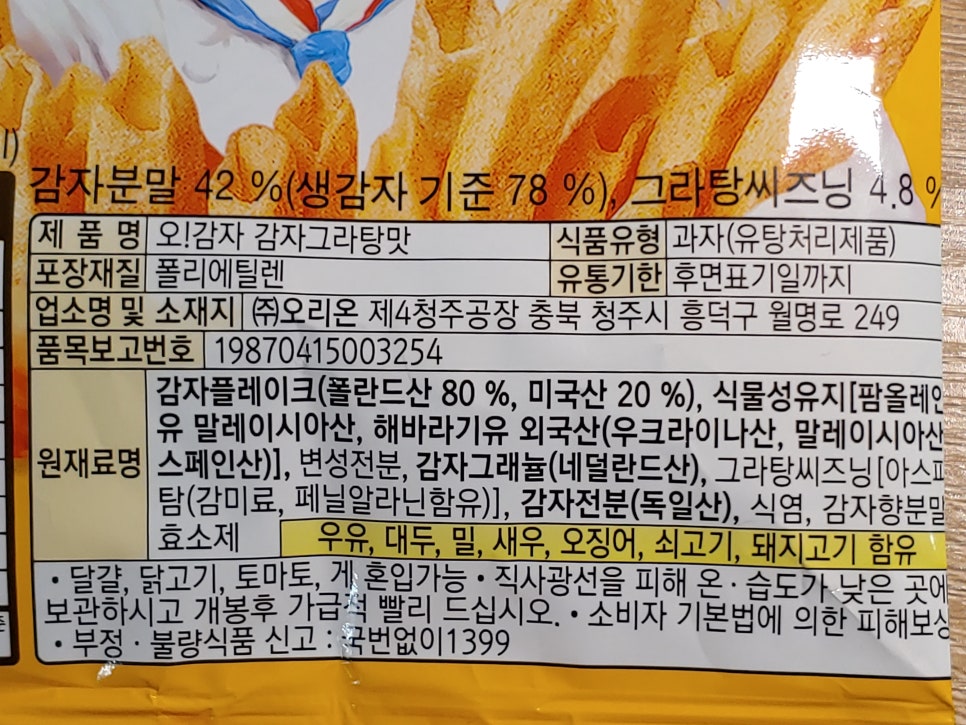 감자분말 42 %(생감자 기준 78 %), 그라탕씨즈닝 4.8 %
제 품 명 오!감자 감자그라탕맛 식품유형 과자(유탕처리제품)
포장재질 폴리에틸렌 유통기한 후면표기일까지
업소명 및 소재지 ㈜오리온 제4청주공장 충북 청주시 흥덕구 월명로 249
품목보고번호 19870415003254
감자플레이크(폴란드산 80 %, 미국산 20 %), 식물성유지[팜올레인
유 말레이시아산, 해바라기유 외국산(우크라이나산, 말레이시아산
원재료명 스페인산)], 변성전분, 감자그래뉼(네덜란드산), 그라탕씨즈닝[아스파
탐(감미료, 페닐알라닌함유)], 감자전분(독일산), 식염, 감자향분말
효소제 우유, 대두, 밀, 새우, 오징어, 쇠고기, 돼지고기 함유
• 달걀, 닭고기, 토마토, 게 혼입가능 • 직사광선을 피해 온 · 습도가 낮은 곳에
보관하시고 개봉후 가급적 빨리 드십시오. • 소비자 기본법에 의한 피해보상
• 부정 · 불량식품 신고 : 국번없이1399